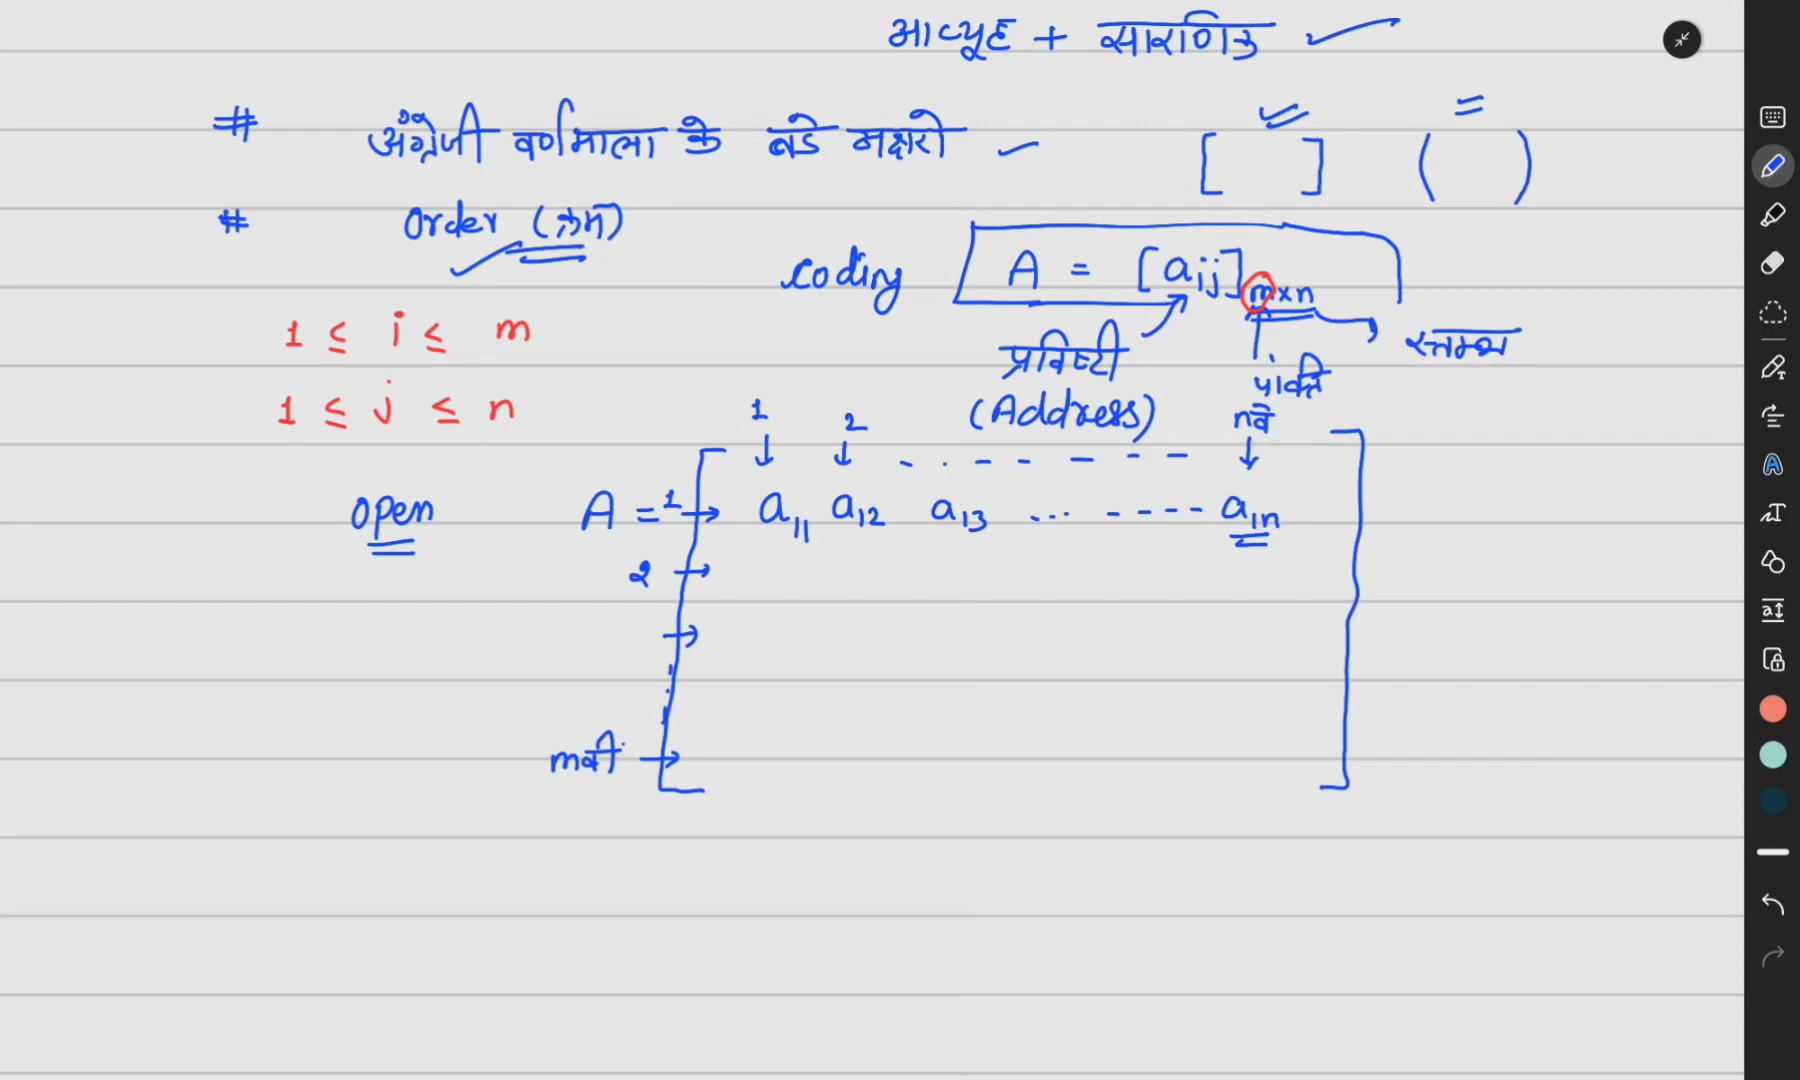 आव्यूह + सारणिक
# अंग्रेजी वर्णमाला के बडे अक्षरो [ ] ( )
# order (क्रम)
coding A = [aij]m×n
1 ≤ i ≤ m
प्रविष्टी
पंक्ति
स्तम्भ
1 ≤ j ≤ n
(Address)
1 2 . . - - - - - nवे
open A = 1 → a11 a12 a13 ... ---- a1n
2 →
→
mवी →